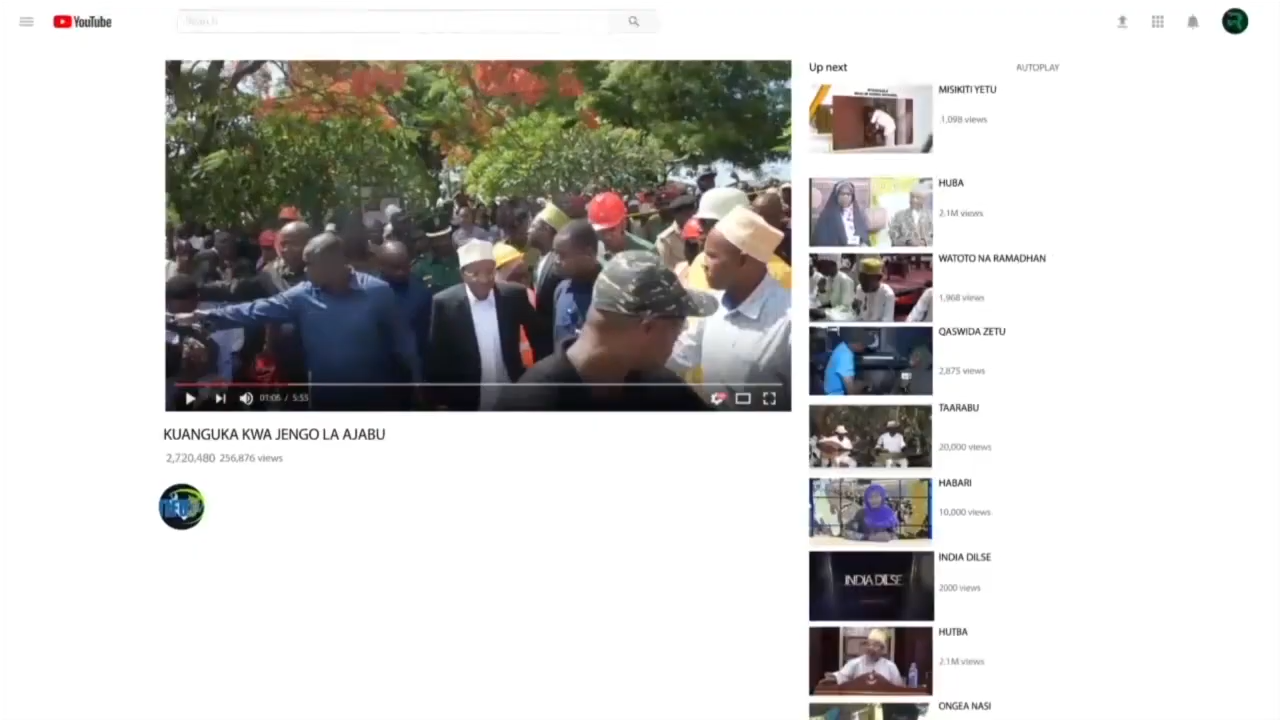 YouTube
Search
Up next
AUTOPLAY
MISIKITI YETU
1,098 views
HUBA
2.1M views
WATOTO NA RAMADHAN
1,968 views
QASWIDA ZETU
2,875 views
TAARABU
20,000 views
HABARI
10,000 views
INDIA DILSE
INDIA DILSE
2000 views
HUTBA
2.1M views
ONGEA NASI
01:06 / 5:53
KUANGUKA KWA JENGO LA AJABU
2,720,480 256,876 views